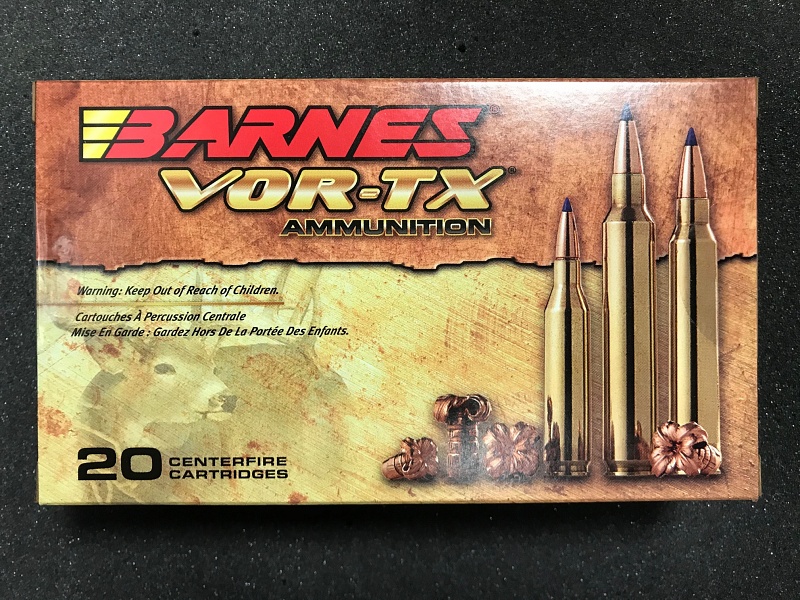 BARNES®
VOR-TX®
AMMUNITION
Warning: Keep Out of Reach of Children.
Cartouches À Percussion Centrale
Mise En Garde : Gardez Hors De La Portée Des Enfants.
20 CENTERFIRE
CARTRIDGES